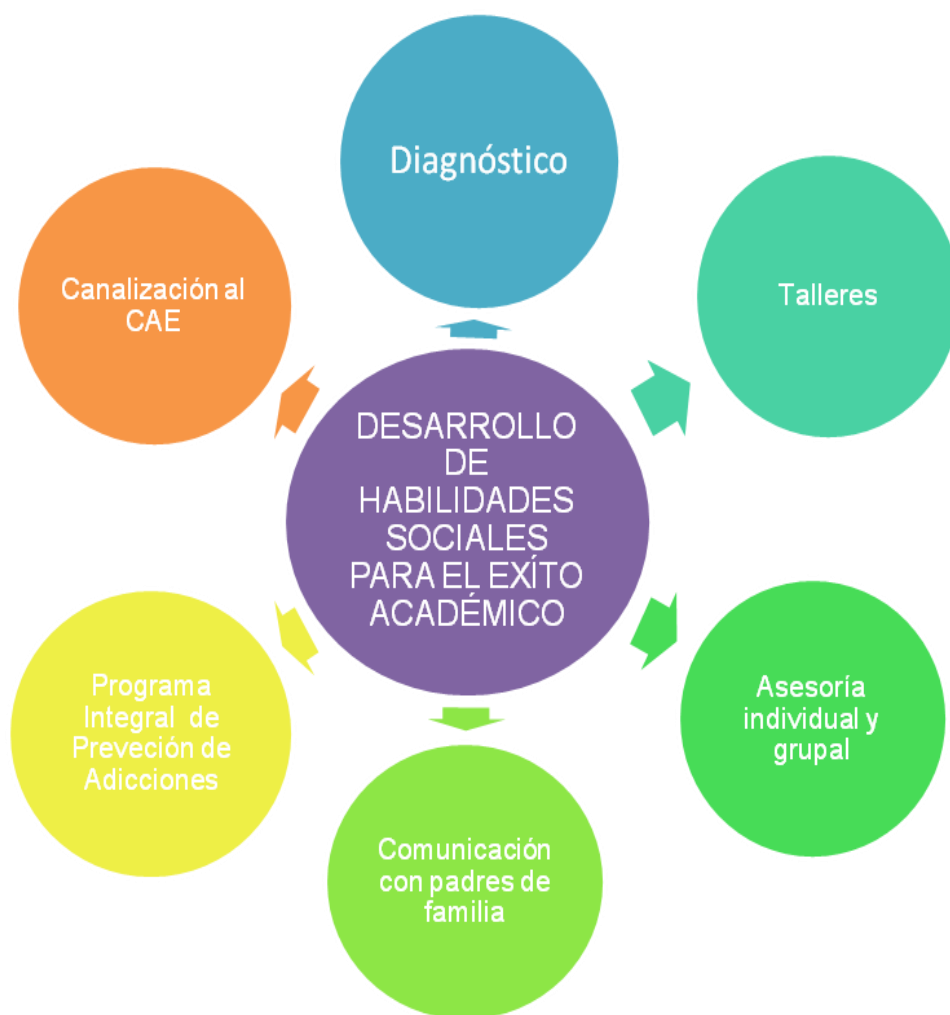 Diagnóstico
Talleres
Asesoría
individual y
grupal
Comunicación
con padres de
familia
Programa
Integral de
Preveción de
Adicciones
Canalización al
CAE
DESARROLLO
DE
HABILIDADES
SOCIALES
PARA EL EXÍTO
ACADÉMICO